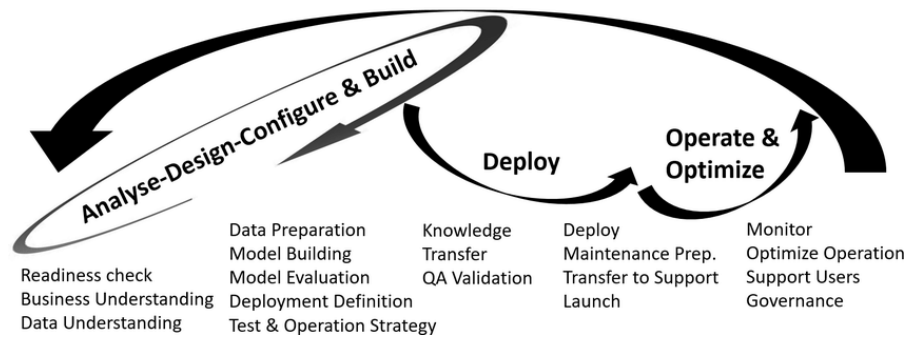 Analyse-Design-Configure & Build
Deploy
Operate &
Optimize
Readiness check
Business Understanding
Data Understanding
Data Preparation
Model Building
Model Evaluation
Deployment Definition
Test & Operation Strategy
Knowledge
Transfer
QA Validation
Deploy
Maintenance Prep.
Transfer to Support
Launch
Monitor
Optimize Operation
Support Users
Governance